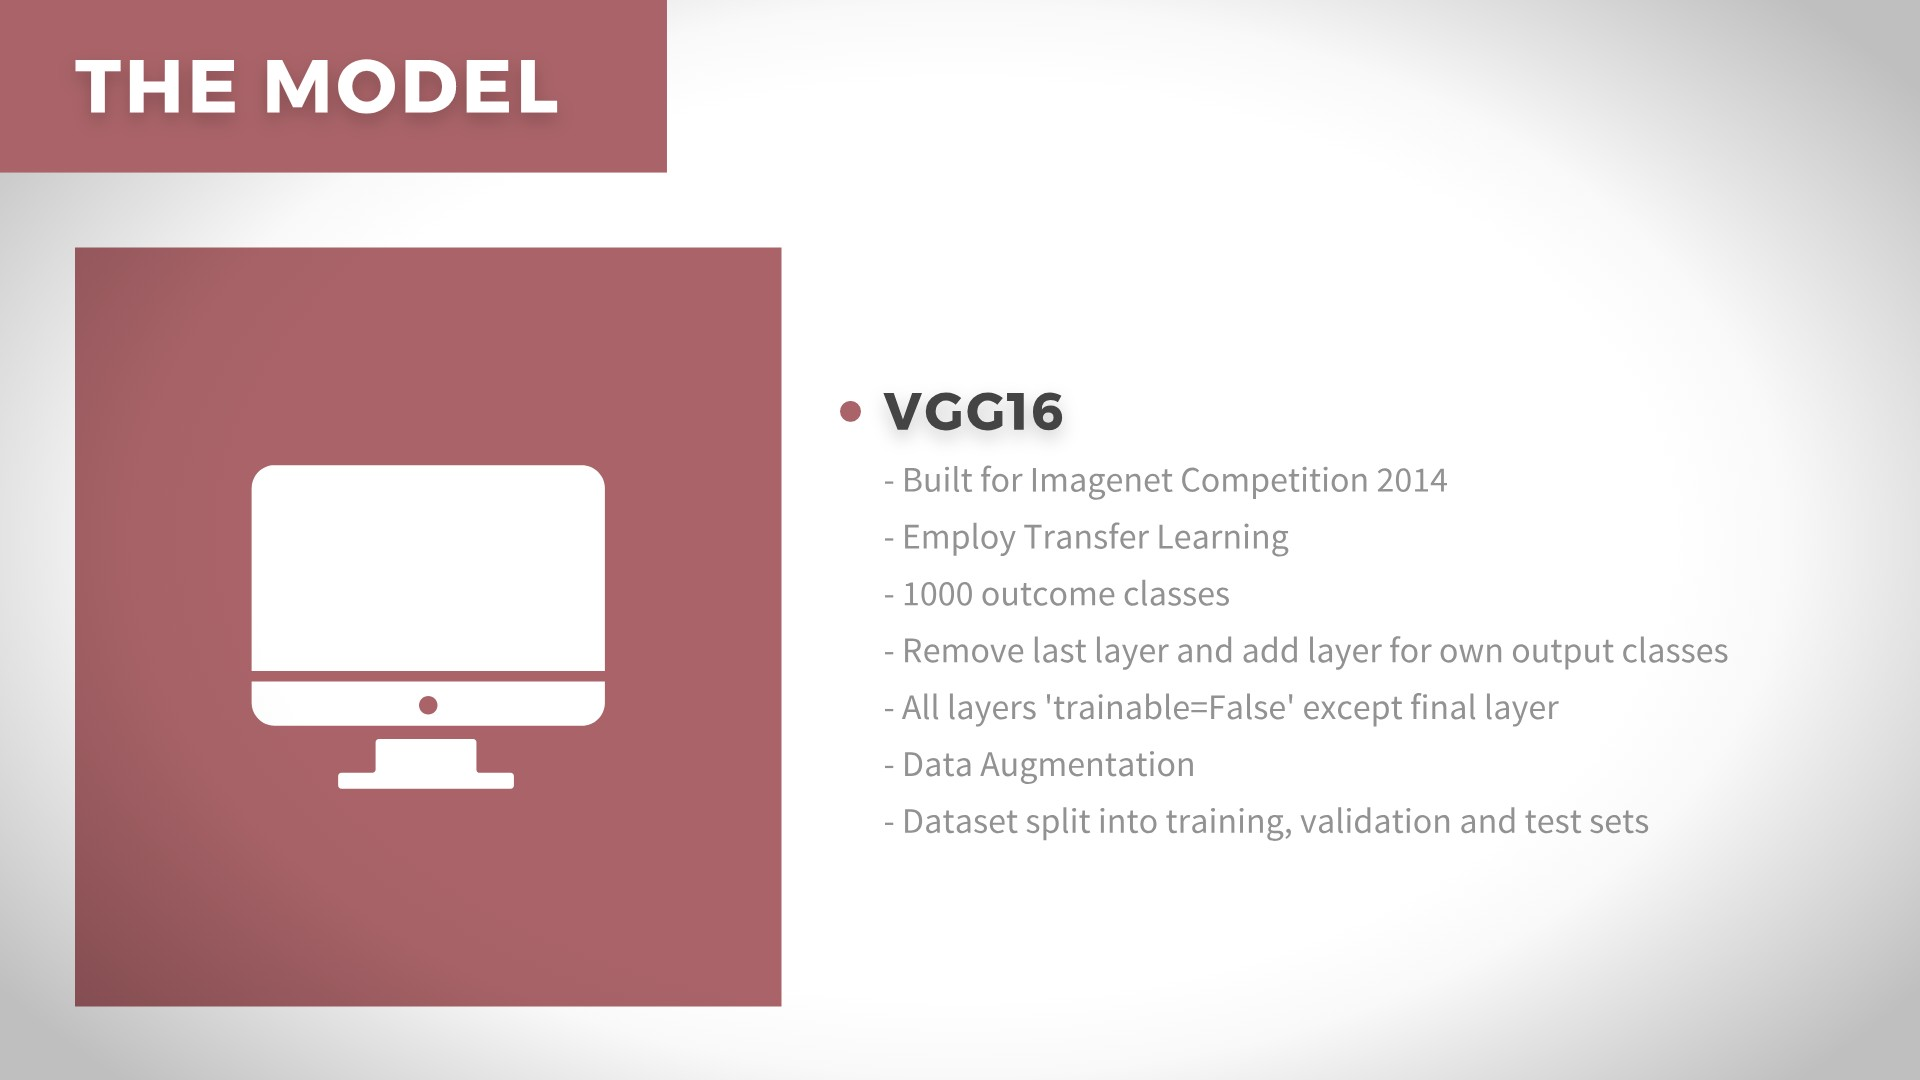 THE MODEL
VGG16
- Built for Imagenet Competition 2014
- Employ Transfer Learning
- 1000 outcome classes
- Remove last layer and add layer for own output classes
- All layers 'trainable=False' except final layer
- Data Augmentation
- Dataset split into training, validation and test sets